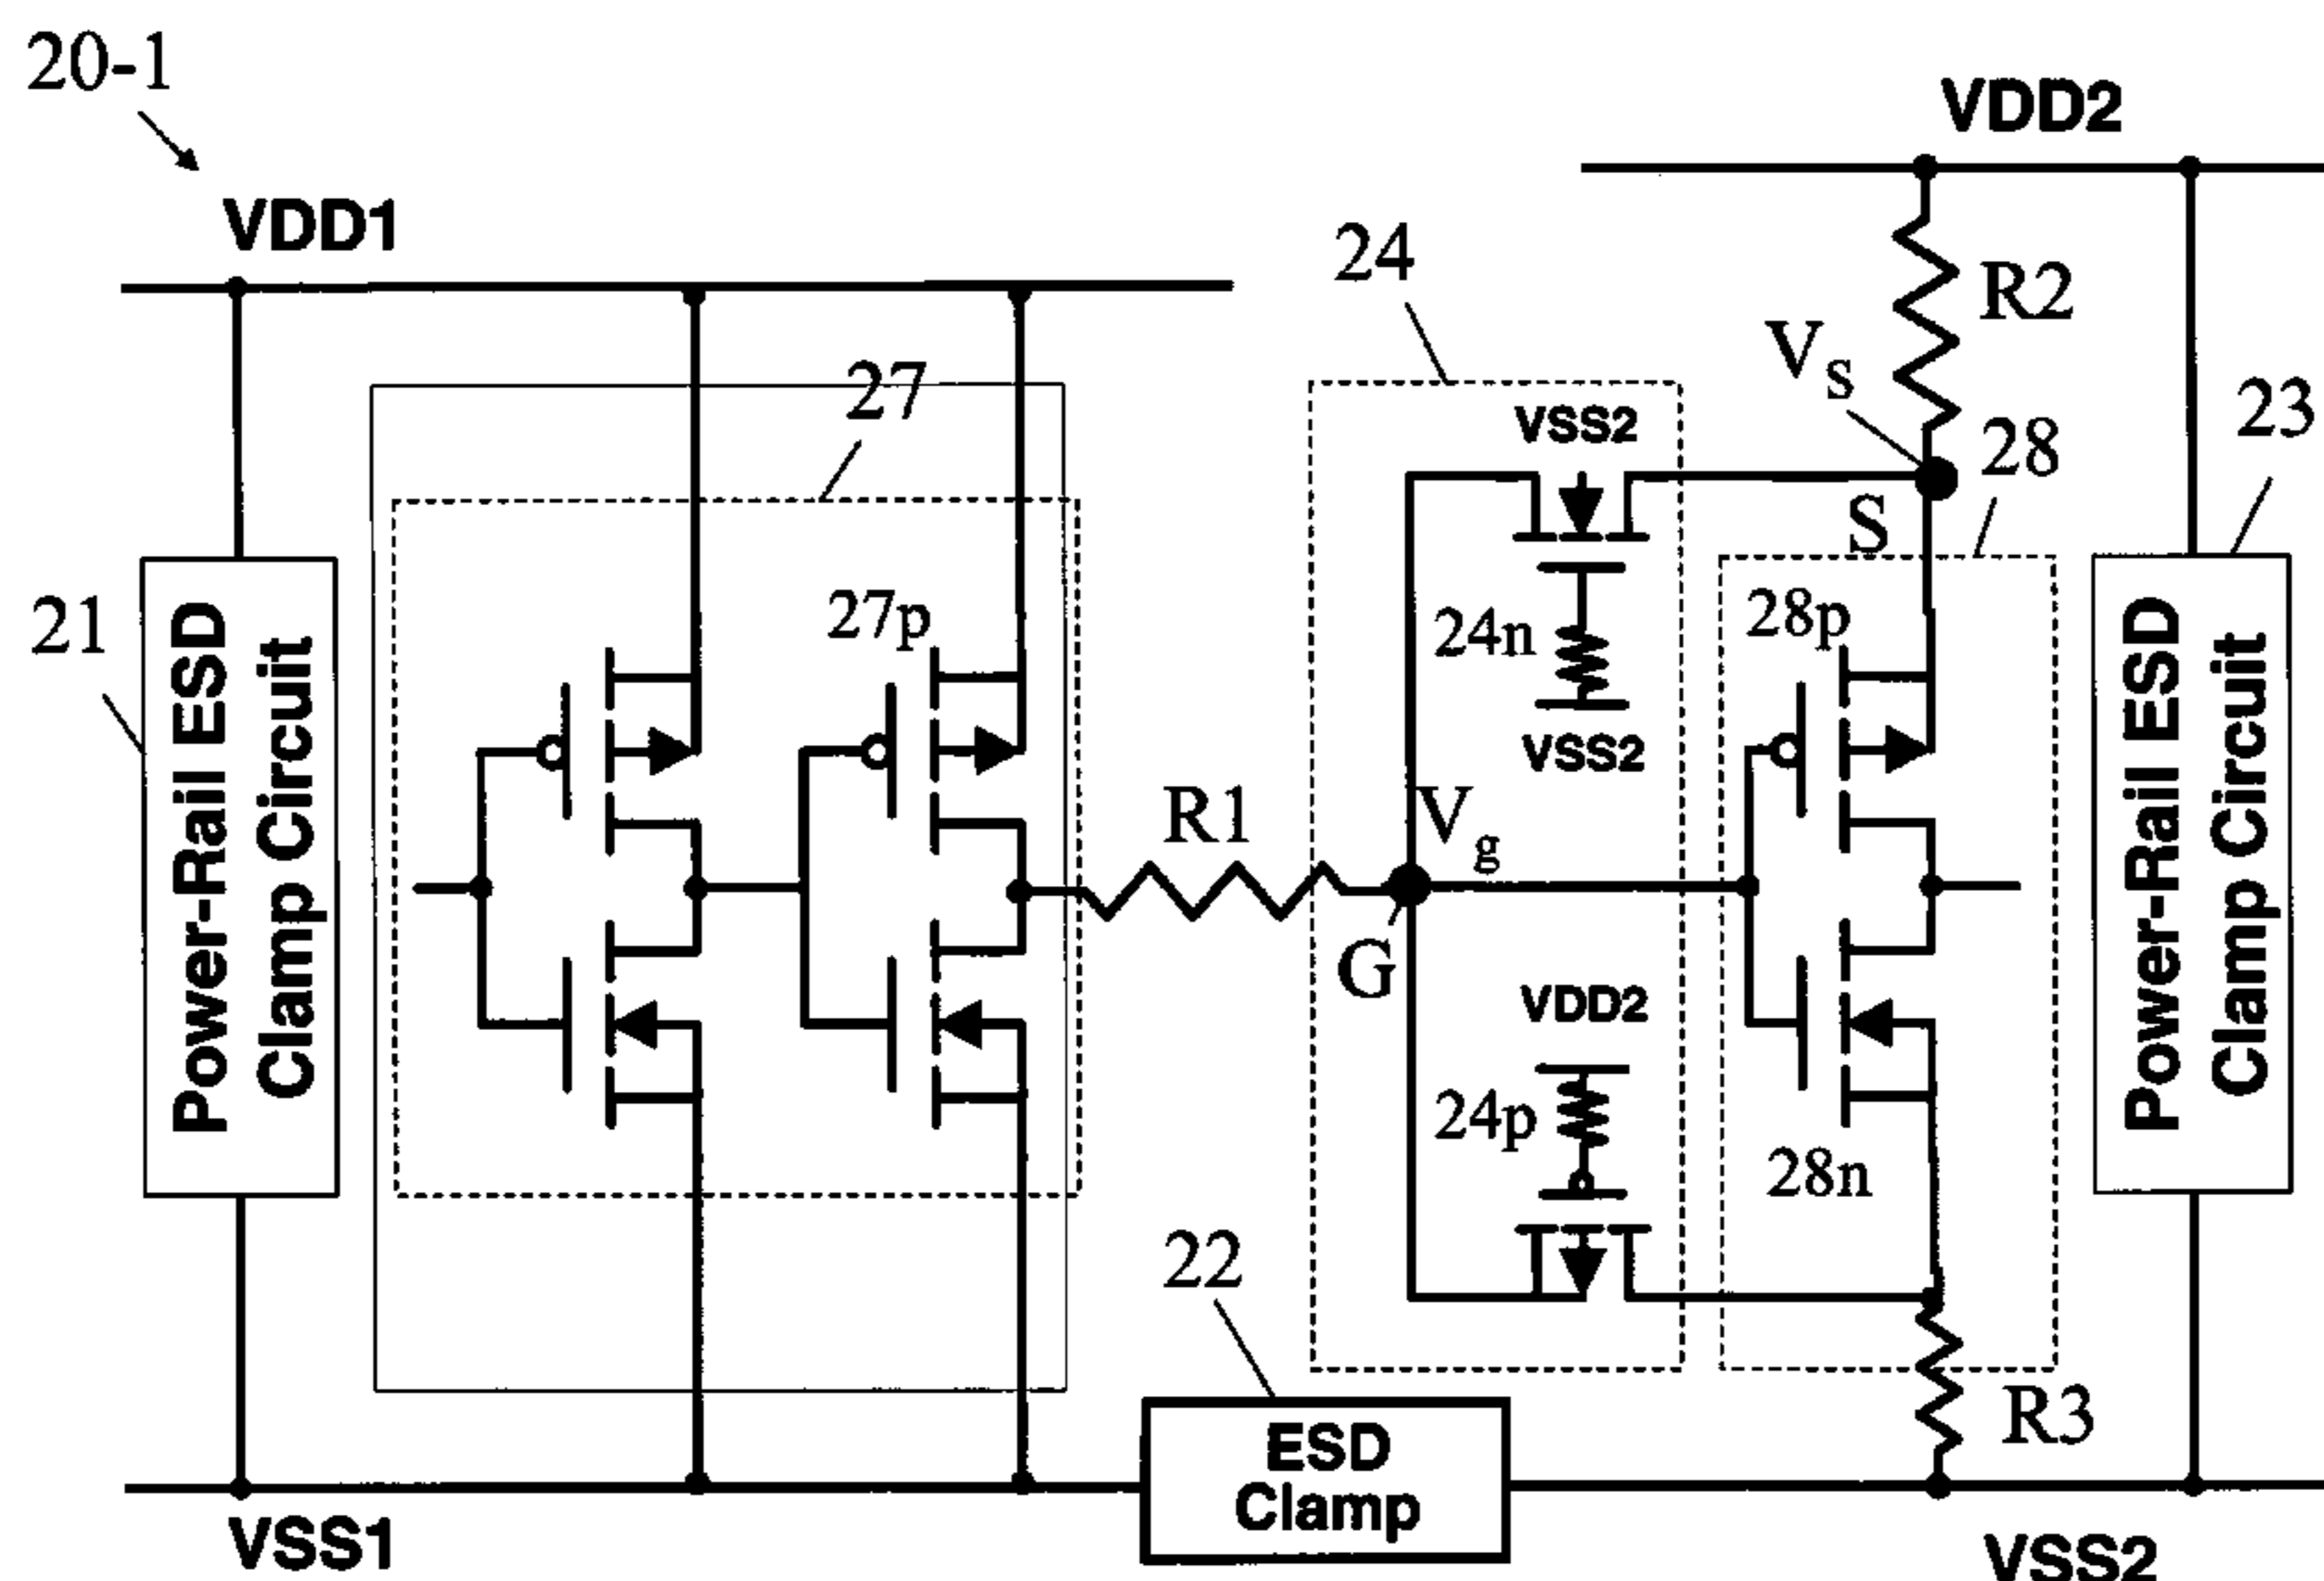 20-1
VDD1
VDD2
24
R2
VS
27
VSS2
23
28
S
21
Power-Rail ESD
Clamp Circuit
27p
24n
28p
Power-Rail ESD
Clamp Circuit
VSS2
R1
Vg
G
VDD2
24p
28n
22
ESD
Clamp
R3
VSS1
VSS2